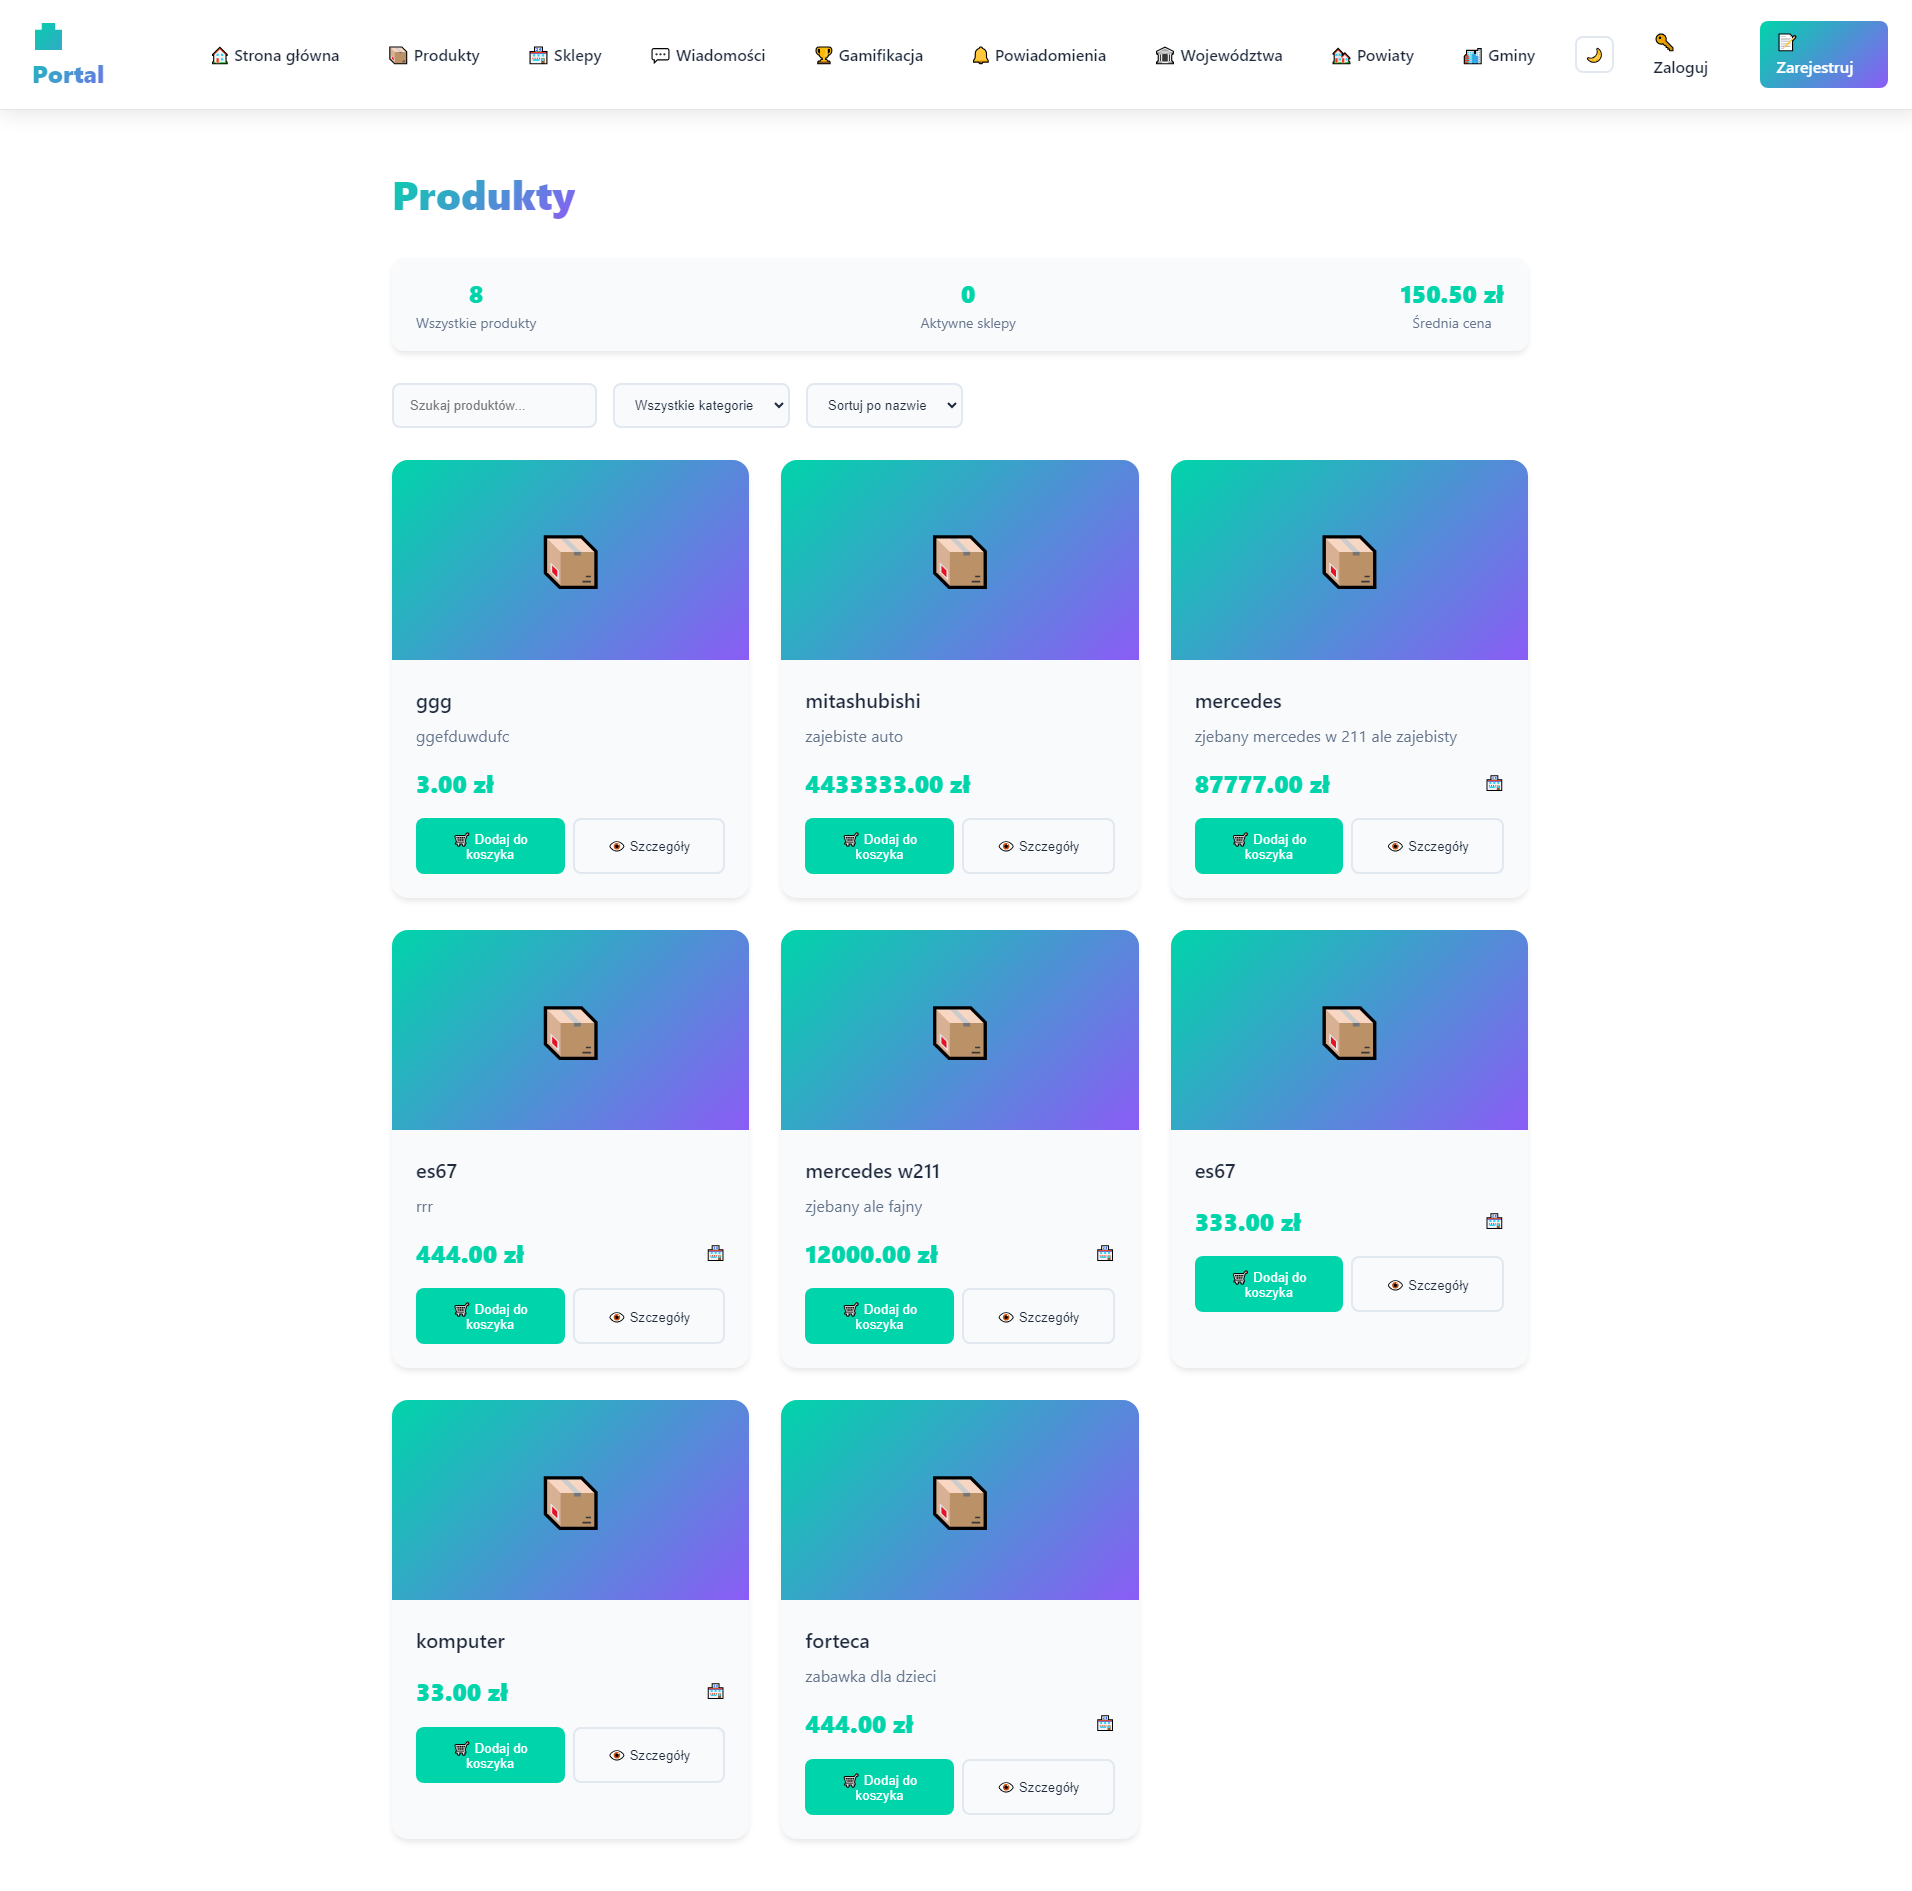 Portal
Strona główna
Produkty
Sklepy
Wiadomości
Gamifikacja
Powiadomienia
Województwa
Powiaty
Gminy
Zaloguj
Zarejestruj
Produkty
8
Wszystkie produkty
0
Aktywne sklepy
150.50 zł
Średnia cena
Szukaj produktów...
Wszystkie kategorie
Sortuj po nazwie
ggg
ggefduwdufc
3.00 zł
Dodaj do
koszyka
Szczegóły
mitashubishi
zajebiste auto
4433333.00 zł
Dodaj do
koszyka
Szczegóły
mercedes
zjebany mercedes w 211 ale zajebisty
87777.00 zł
Dodaj do
koszyka
Szczegóły
es67
rrr
444.00 zł
Dodaj do
koszyka
Szczegóły
mercedes w211
zjebany ale fajny
12000.00 zł
Dodaj do
koszyka
Szczegóły
es67
333.00 zł
Dodaj do
koszyka
Szczegóły
komputer
33.00 zł
Dodaj do
koszyka
Szczegóły
forteca
zabawka dla dzieci
444.00 zł
Dodaj do
koszyka
Szczegóły